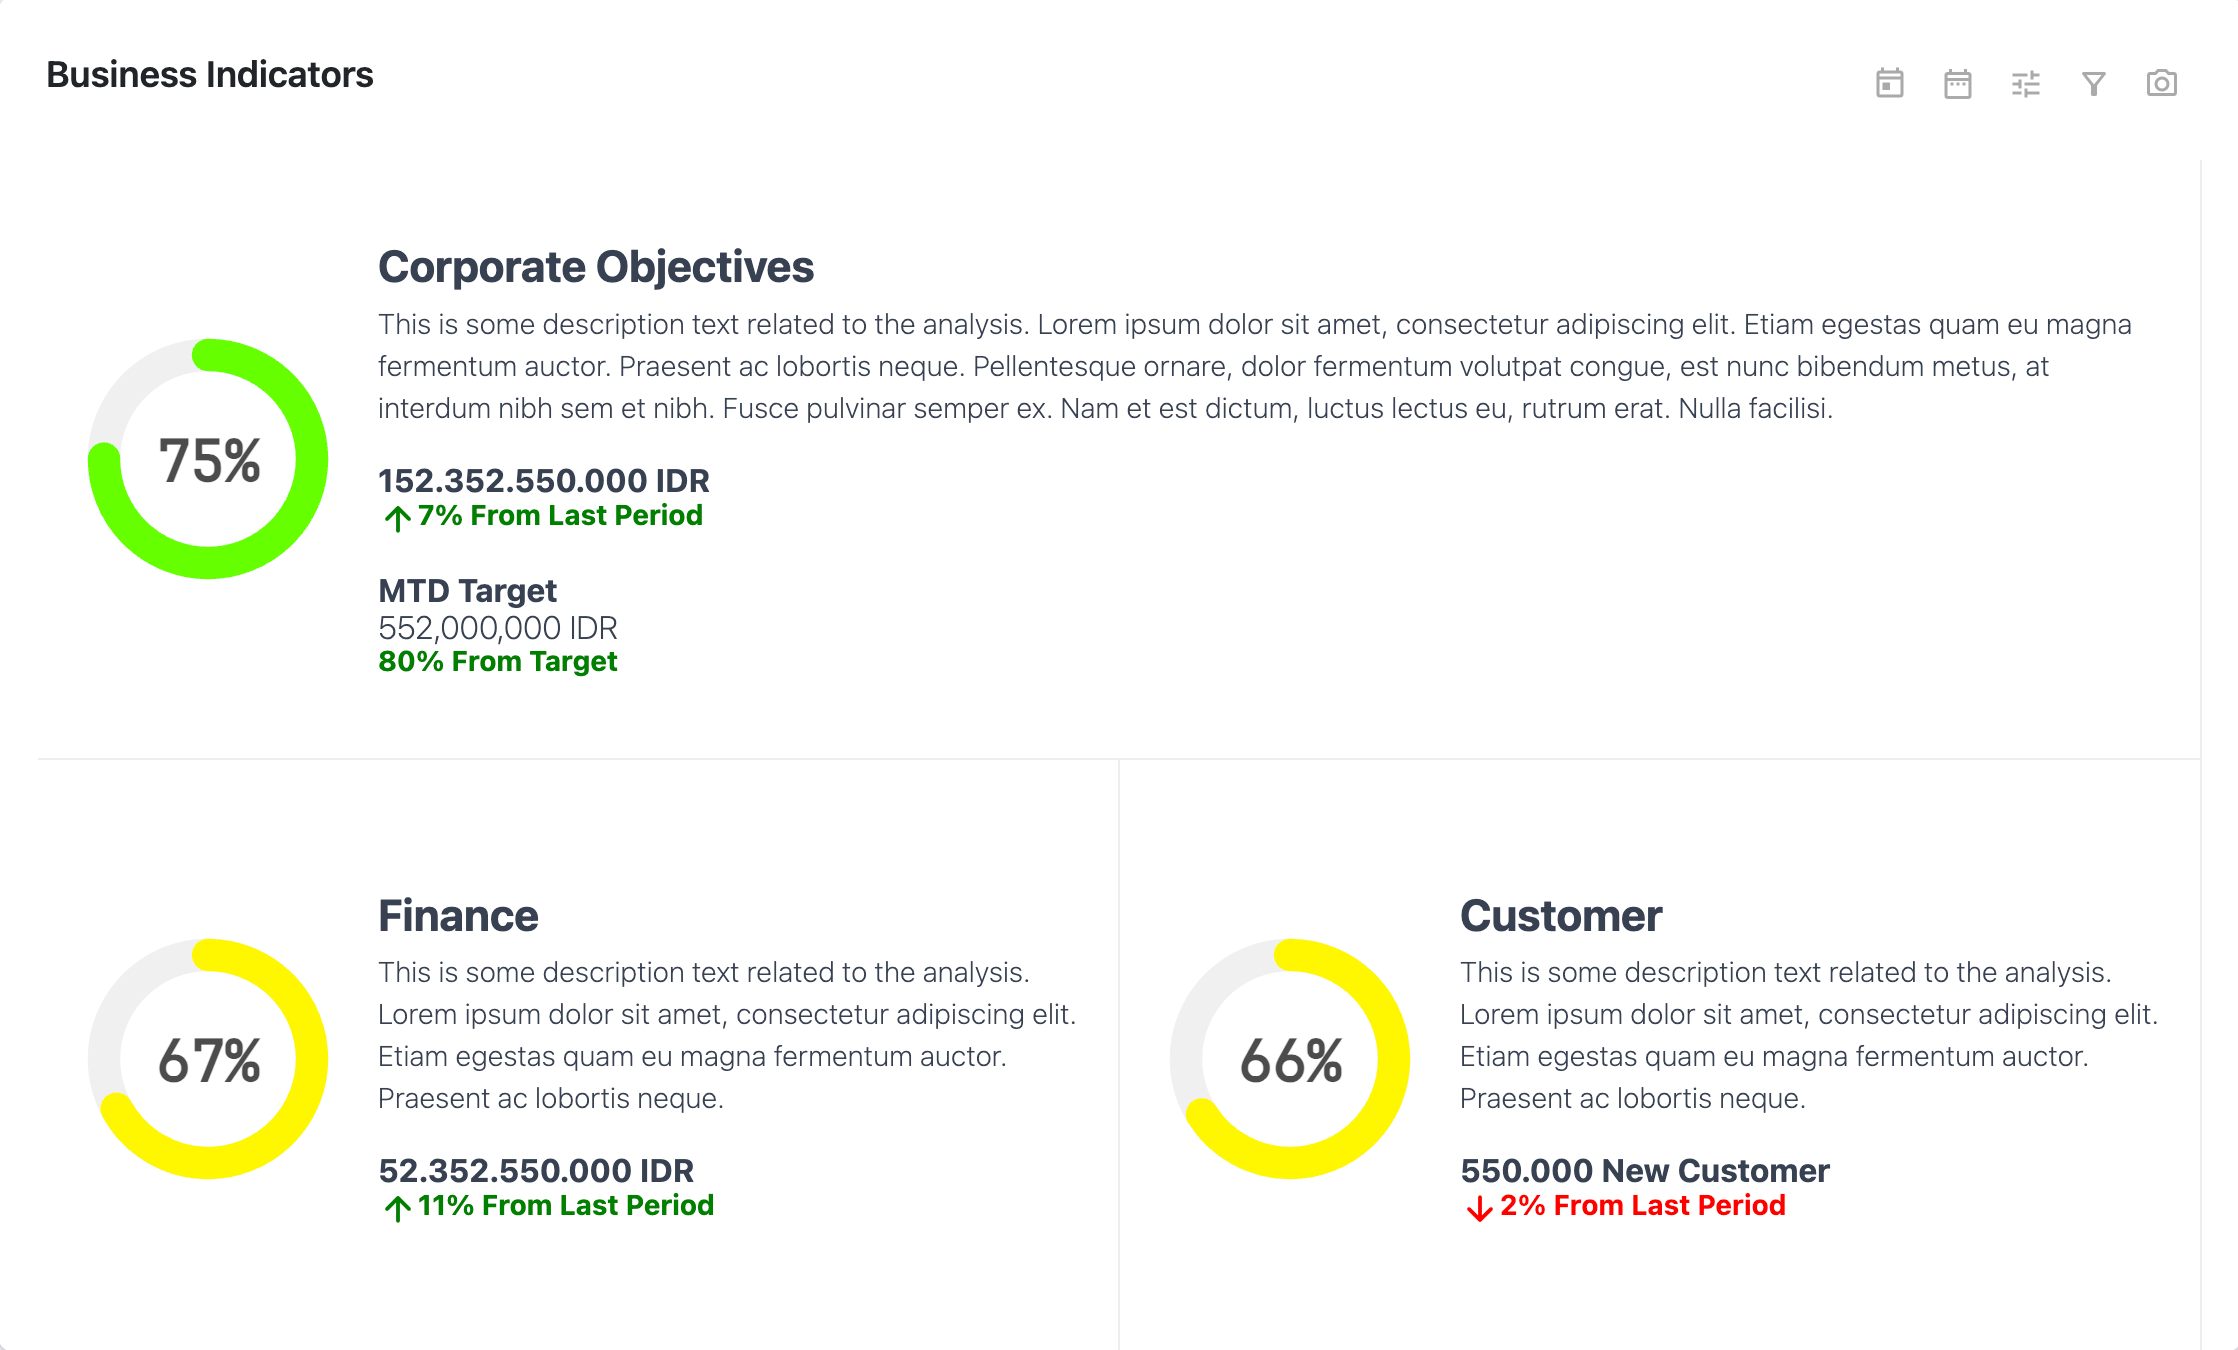 Business Indicators
Corporate Objectives
This is some description text related to the analysis. Lorem ipsum dolor sit amet, consectetur adipiscing elit. Etiam egestas quam eu magna
fermentum auctor. Praesent ac lobortis neque. Pellentesque ornare, dolor fermentum volutpat congue, est nunc bibendum metus, at
interdum nibh sem et nibh. Fusce pulvinar semper ex. Nam et est dictum, luctus lectus eu, rutrum erat. Nulla facilisi.
75%
152.352.550.000 IDR
7% From Last Period
MTD Target
552,000,000 IDR
80% From Target
Finance
This is some description text related to the analysis.
Lorem ipsum dolor sit amet, consectetur adipiscing elit.
Etiam egestas quam eu magna fermentum auctor.
Praesent ac lobortis neque.
67%
52.352.550.000 IDR
11% From Last Period
Customer
This is some description text related to the analysis.
Lorem ipsum dolor sit amet, consectetur adipiscing elit.
Etiam egestas quam eu magna fermentum auctor.
Praesent ac lobortis neque.
66%
550.000 New Customer
2% From Last Period